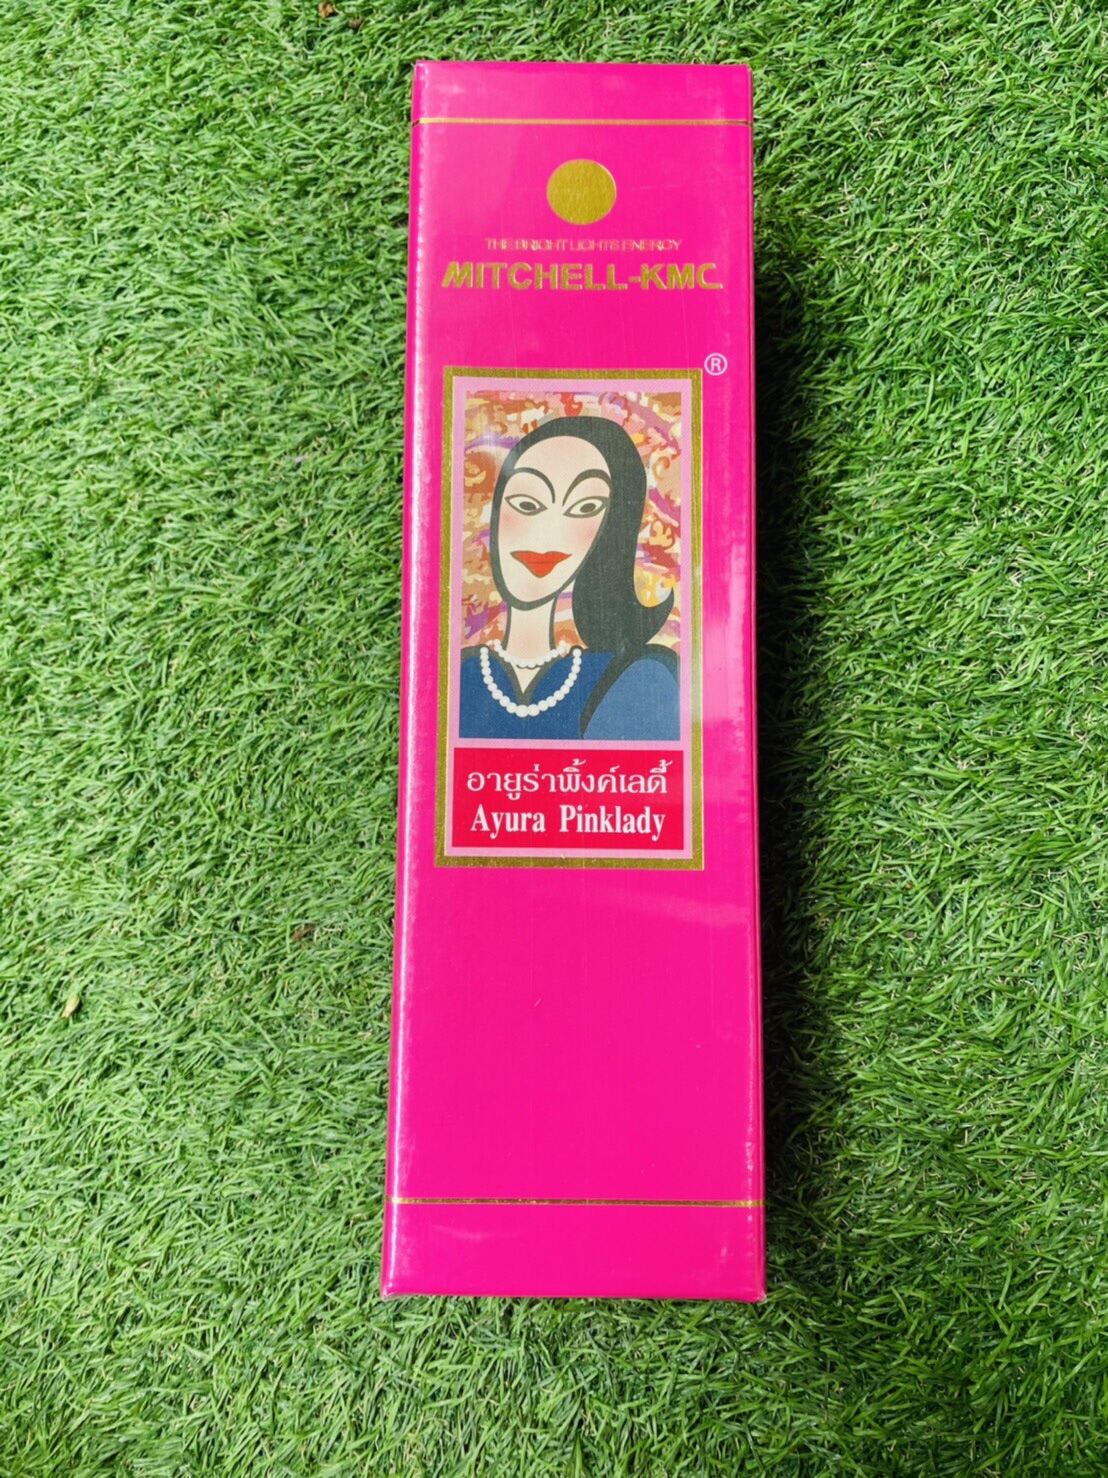 THE BRIGHT LIGHTS ENERGY
MITCHELL-KMC
®
อายูร่าพิ้งค์เลดี้
Ayura Pinklady